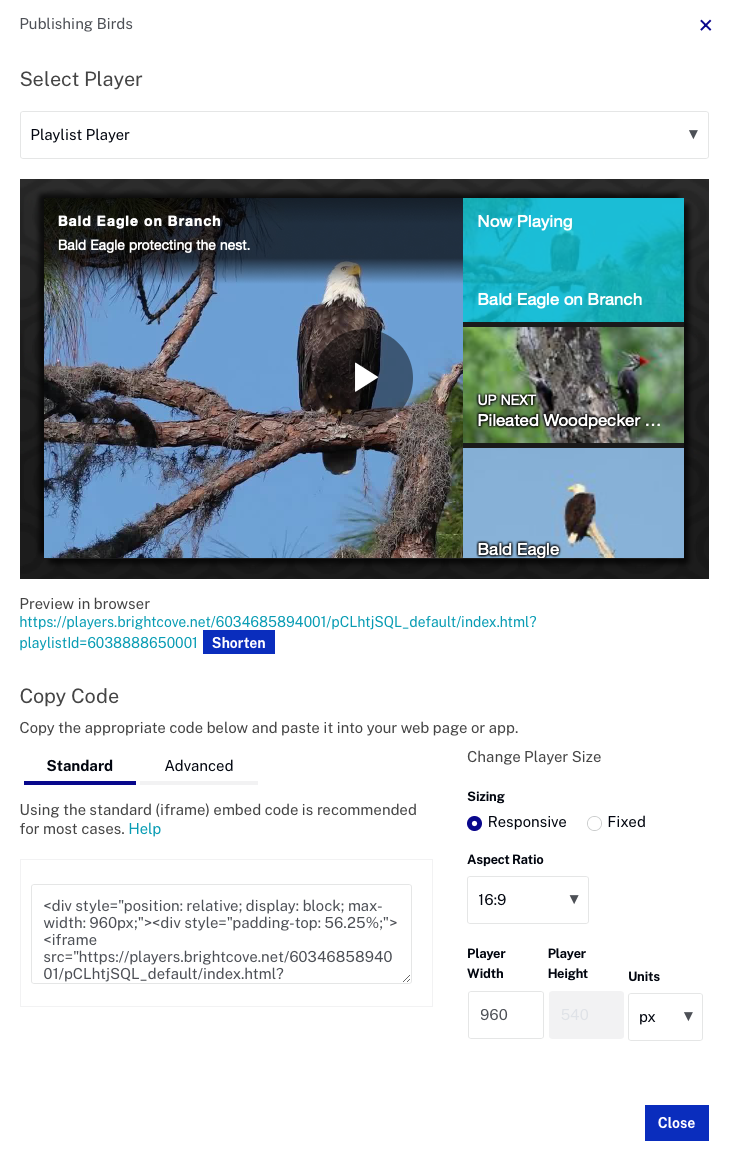 Publishing Birds
×
Select Player
Playlist Player
Bald Eagle on Branch
Bald Eagle protecting the nest.
Now Playing
Bald Eagle on Branch
UP NEXT
Pileated Woodpecker ...
Bald Eagle
Preview in browser
https://players.brightcove.net/6034685894001/pCLhtjSQL_default/index.html?
playlistId=6038888650001 Shorten
Copy Code
Copy the appropriate code below and paste it into your web page or app.
Standard Advanced
Using the standard (iframe) embed code is recommended
for most cases. Help
<div style="position: relative; display: block; max-
width: 960px;"><div style="padding-top: 56.25%;">
<iframe
src="https://players.brightcove.net/60346858940
01/pCLhtjSQL_default/index.html?
Change Player Size
Sizing
Responsive Fixed
Aspect Ratio
16:9
Player
Width
Player
Height
Units
960 540 px
Close